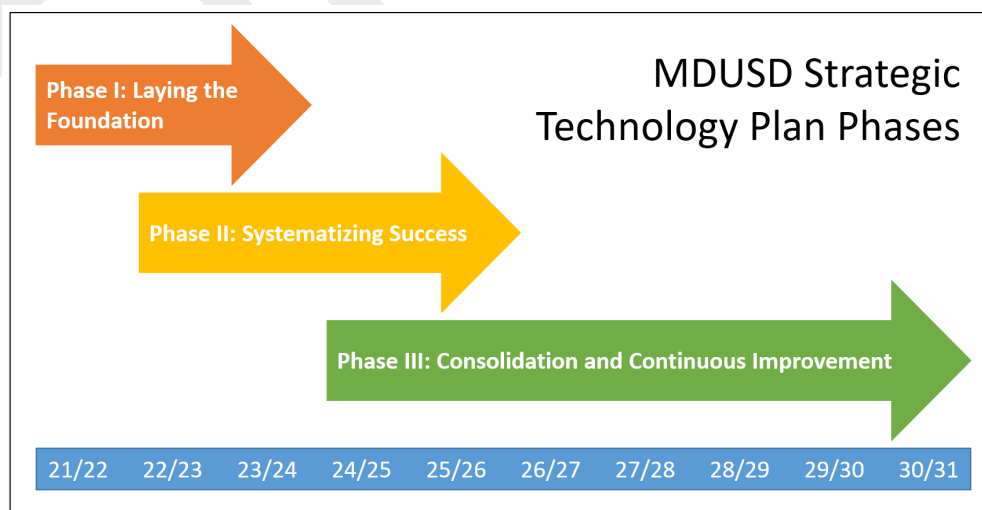 MDUSD Strategic
Technology Plan Phases
Phase I: Laying the
Foundation
Phase II: Systematizing Success
Phase III: Consolidation and Continuous Improvement
21/22 22/23 23/24 24/25 25/26 26/27 27/28 28/29 29/30 30/31